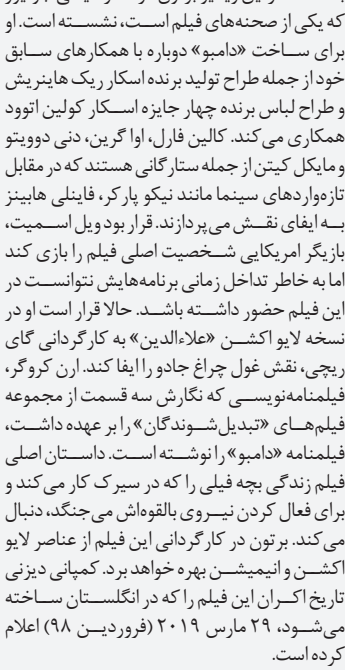 که یکی از صحنه‌های فیلم است، نشسته است. او
برای ساخت «دامبو» دوباره با همکارهای سابق
خود از جمله طراح تولید برنده اسکار ریک هاینریش
و طراح لباس برنده چهار جایزه اسکار کولین اتوود
همکاری می‌کند. کالین فارل، اوا گرین، دنی دوویتو
و مایکل کیتن از جمله ستارگانی هستند که در مقابل
تازه‌واردهای سینما مانند نیکو پارکر، فاینلی هابینز
به ایفای نقش می‌پردازند. قرار بود ویل اسمیت،
بازیگر امریکایی شخصیت اصلی فیلم را بازی کند
اما به خاطر تداخل زمانی برنامه‌هایش نتوانست در
این فیلم حضور داشته باشد. حالا قرار است او در
نسخه لایو اکشن «علاءالدین» به کارگردانی گای
ریچی، نقش غول چراغ جادو را ایفا کند. ارن کروگر،
فیلمنامه‌نویسی که نگارش سه قسمت از مجموعه
فیلم‌های «تبدیل‌شوندگان» را بر عهده داشت،
فیلمنامه «دامبو» را نوشته است. داستان اصلی
فیلم زندگی بچه فیلی را که در سیرک کار می‌کند و
برای فعال کردن نیروی بالقوه‌اش می‌جنگد، دنبال
می‌کند. برتون در کارگردانی این فیلم از عناصر لایو
اکشن و انیمیشن بهره خواهد برد. کمپانی دیزنی
تاریخ اکران این فیلم را که در انگلستان ساخته
می‌شود، ۲۹ مارس ۲۰۱۹ (فروردین ۹۸) اعلام
کرده است.